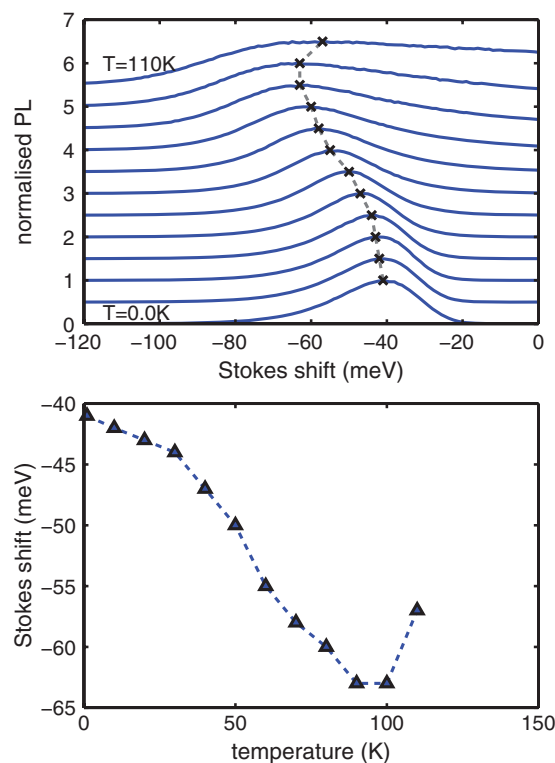 7
6
5
4
3
2
1
0
normalised PL
T=110K
T=0.0K
−120 −100 −80 −60 −40 −20 0
Stokes shift (meV)
−40
−45
−50
−55
−60
−65
Stokes shift (meV)
0 50 100 150
temperature (K)